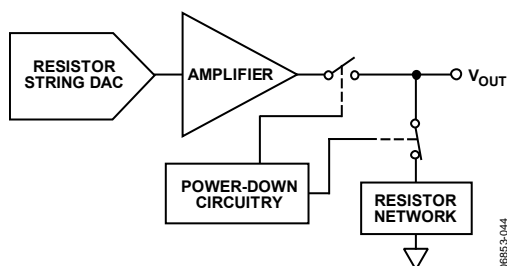 RESISTOR
STRING DAC
AMPLIFIER
VOUT
POWER-DOWN
CIRCUITRY
RESISTOR
NETWORK
06853-044